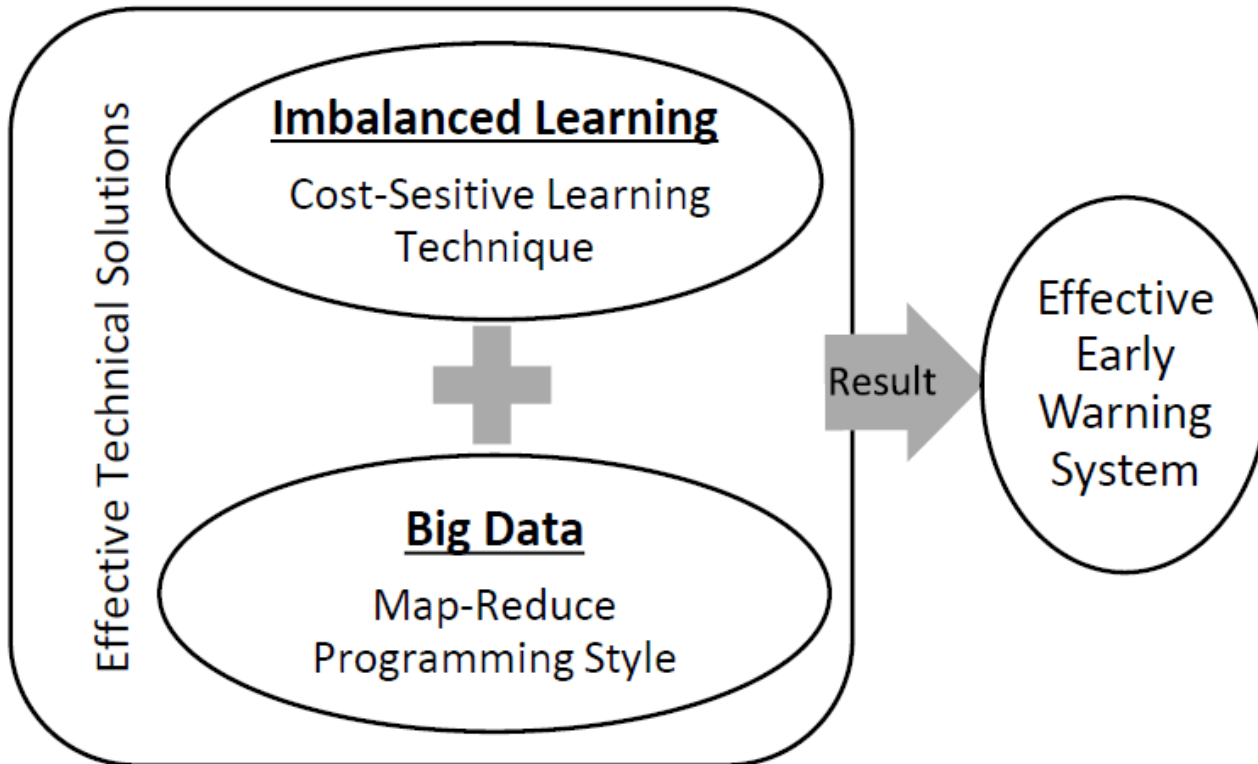 Effective Technical Solutions
Imbalanced Learning
Cost-Sesitive Learning
Technique
Big Data
Map-Reduce
Programming Style
Result
Effective
Early
Warning
System